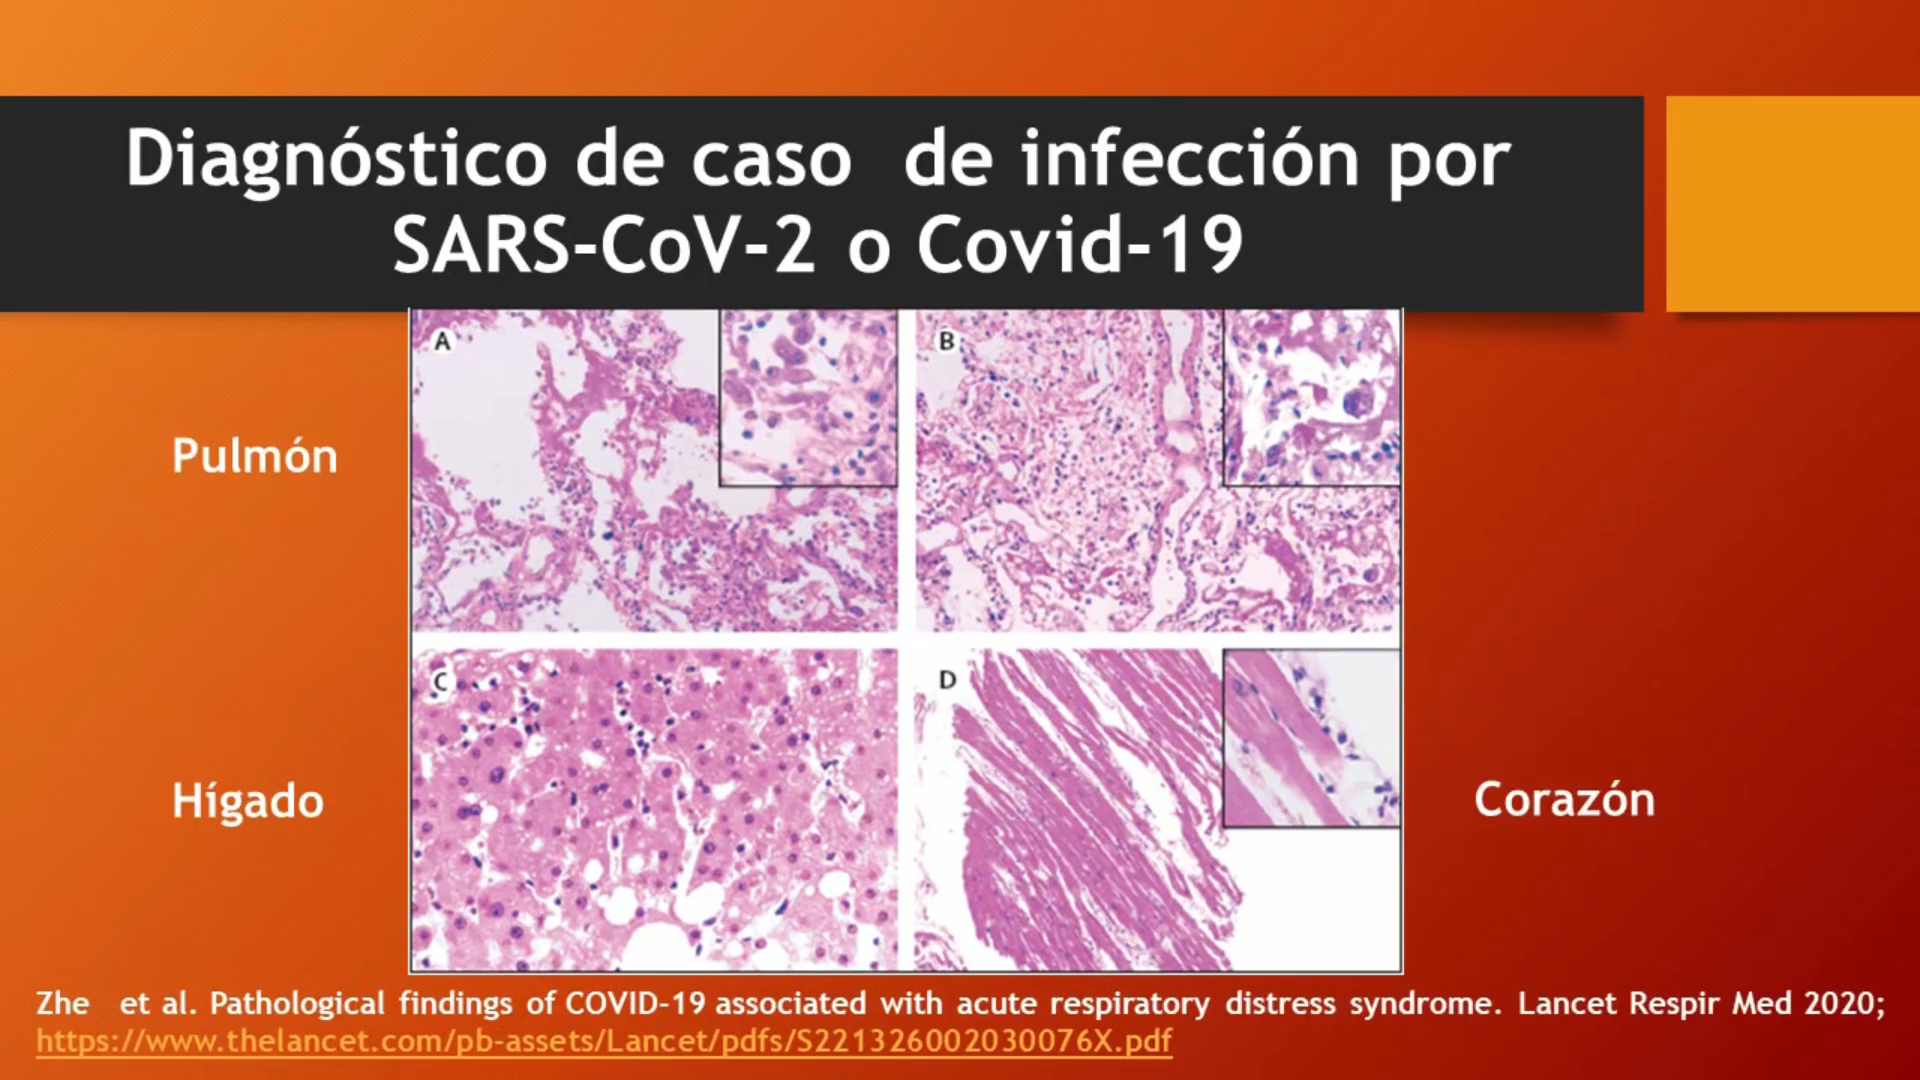 Diagnóstico de caso  de infección por
SARS-CoV-2 o Covid-19
A
B
Pulmón
C
D
Hígado
Corazón
Zhe  et al. Pathological findings of COVID-19 associated with acute respiratory distress syndrome. Lancet Respir Med 2020;
https://www.thelancet.com/pb-assets/Lancet/pdfs/S221326002030076X.pdf